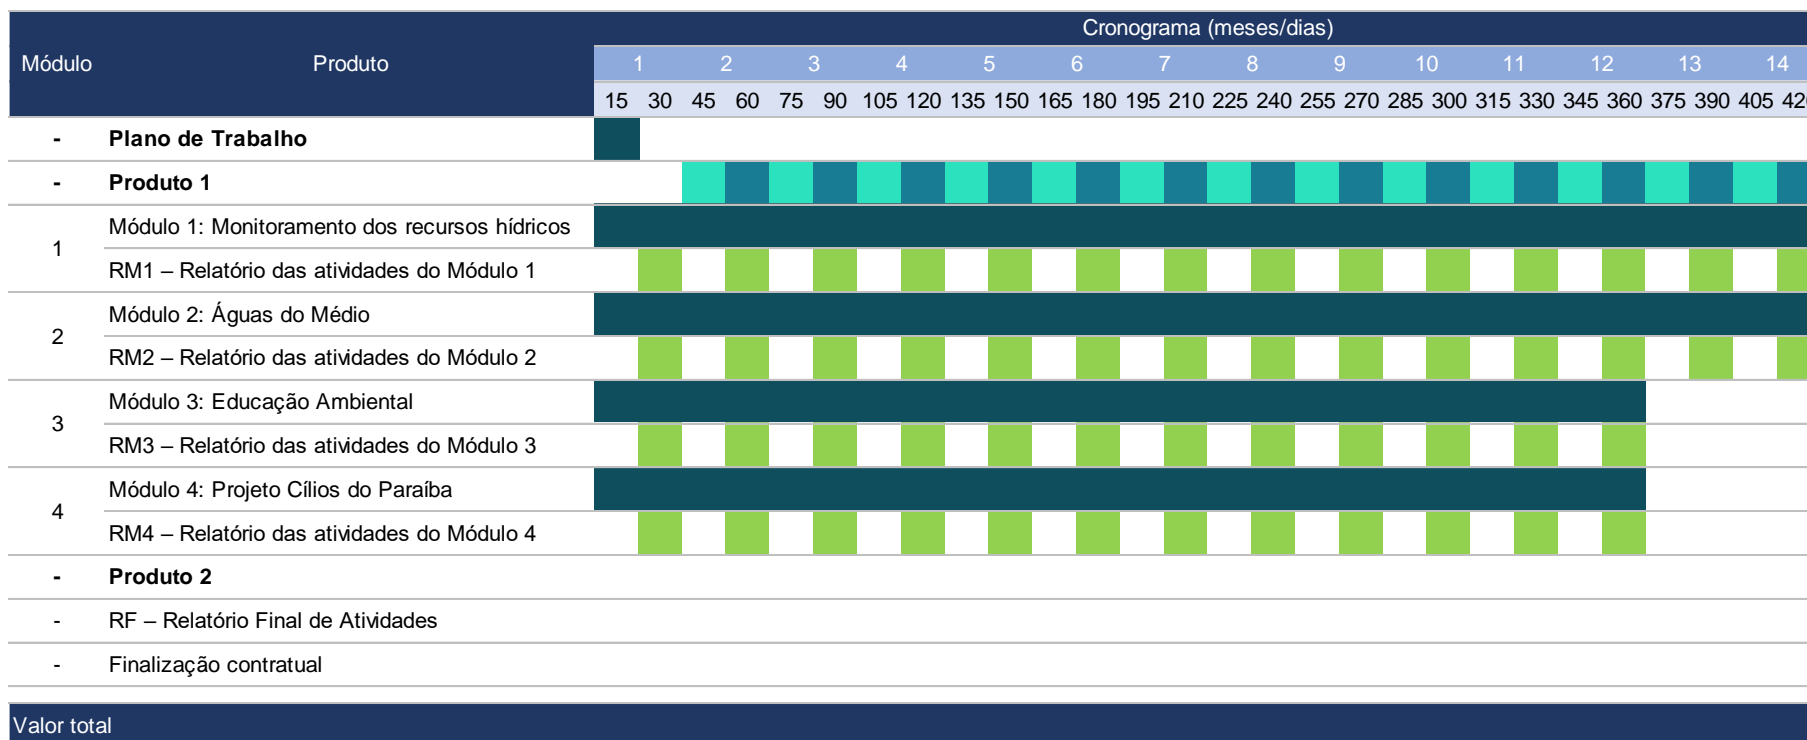 Cronograma (meses/dias)
Módulo Produto 1 2 3 4 5 6 7 8 9 10 11 12 13 14
15 30 45 60 75 90 105 120 135 150 165 180 195 210 225 240 255 270 285 300 315 330 345 360 375 390 405 420
- Plano de Trabalho
- Produto 1
1
Módulo 1: Monitoramento dos recursos hídricos
RM1 – Relatório das atividades do Módulo 1
2
Módulo 2: Águas do Médio
RM2 – Relatório das atividades do Módulo 2
3
Módulo 3: Educação Ambiental
RM3 – Relatório das atividades do Módulo 3
4
Módulo 4: Projeto Cílios do Paraíba
RM4 – Relatório das atividades do Módulo 4
- Produto 2
- RF – Relatório Final de Atividades
- Finalização contratual
Valor total